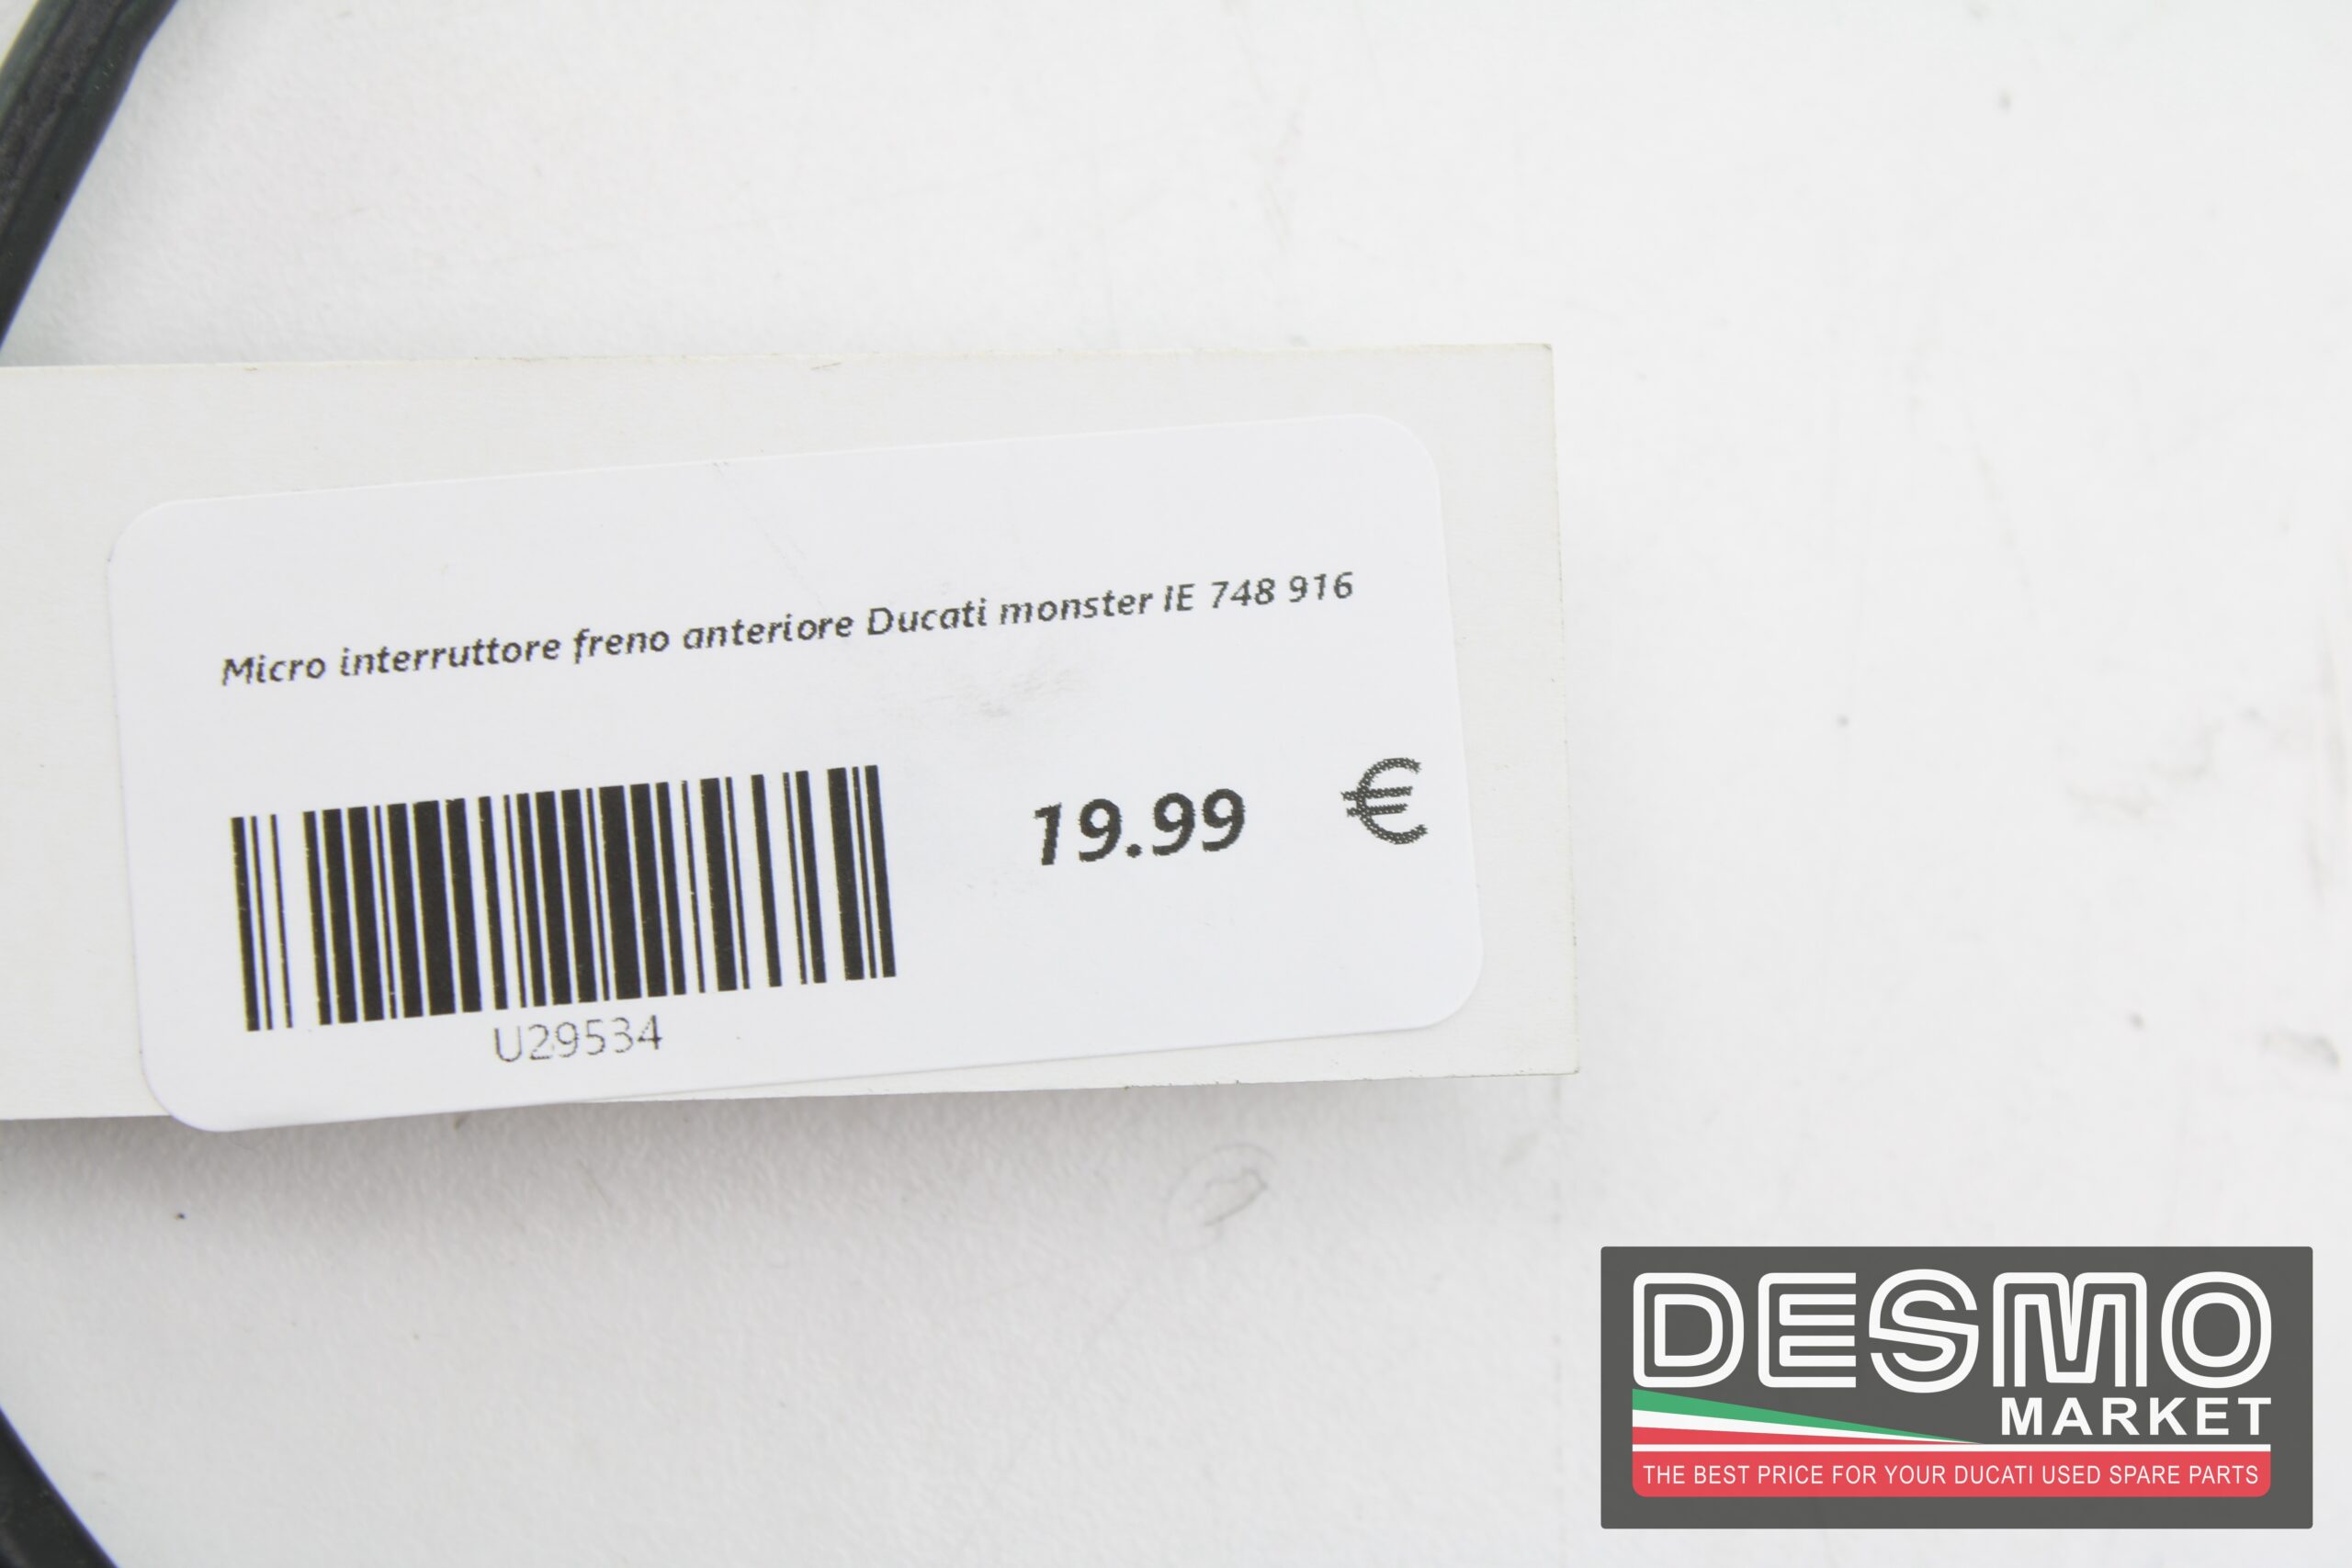 Micro interruttore freno anteriore Ducati monster IE 748 916
19.99 €
U29534
DESMO
MARKET
THE BEST PRICE FOR YOUR DUCATI USED SPARE PARTS